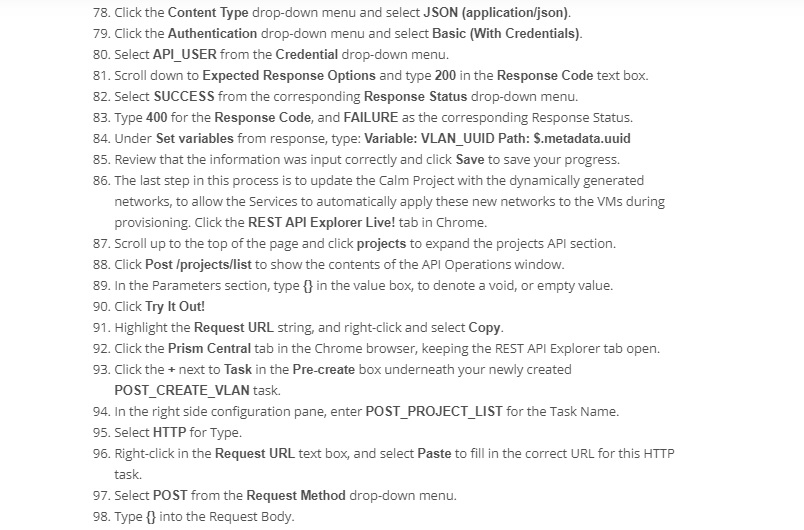 78. Click the Content Type drop-down menu and select JSON (application/json).
79. Click the Authentication drop-down menu and select Basic (With Credentials).
80. Select API_USER from the Credential drop-down menu.
81. Scroll down to Expected Response Options and type 200 in the Response Code text box.
82. Select SUCCESS from the corresponding Response Status drop-down menu.
83. Type 400 for the Response Code, and FAILURE as the corresponding Response Status.
84. Under Set variables from response, type: Variable: VLAN_UUID Path: $.metadata.uuid
85. Review that the information was input correctly and click Save to save your progress.
86. The last step in this process is to update the Calm Project with the dynamically generated
networks, to allow the Services to automatically apply these new networks to the VMs during
provisioning. Click the REST API Explorer Live! tab in Chrome.
87. Scroll up to the top of the page and click projects to expand the projects API section.
88. Click Post /projects/list to show the contents of the API Operations window.
89. In the Parameters section, type {} in the value box, to denote a void, or empty value.
90. Click Try It Out!
91. Highlight the Request URL string, and right-click and select Copy.
92. Click the Prism Central tab in the Chrome browser, keeping the REST API Explorer tab open.
93. Click the + next to Task in the Pre-create box underneath your newly created
POST_CREATE_VLAN task.
94. In the right side configuration pane, enter POST_PROJECT_LIST for the Task Name.
95. Select HTTP for Type.
96. Right-click in the Request URL text box, and select Paste to fill in the correct URL for this HTTP
task.
97. Select POST from the Request Method drop-down menu.
98. Type {} into the Request Body.